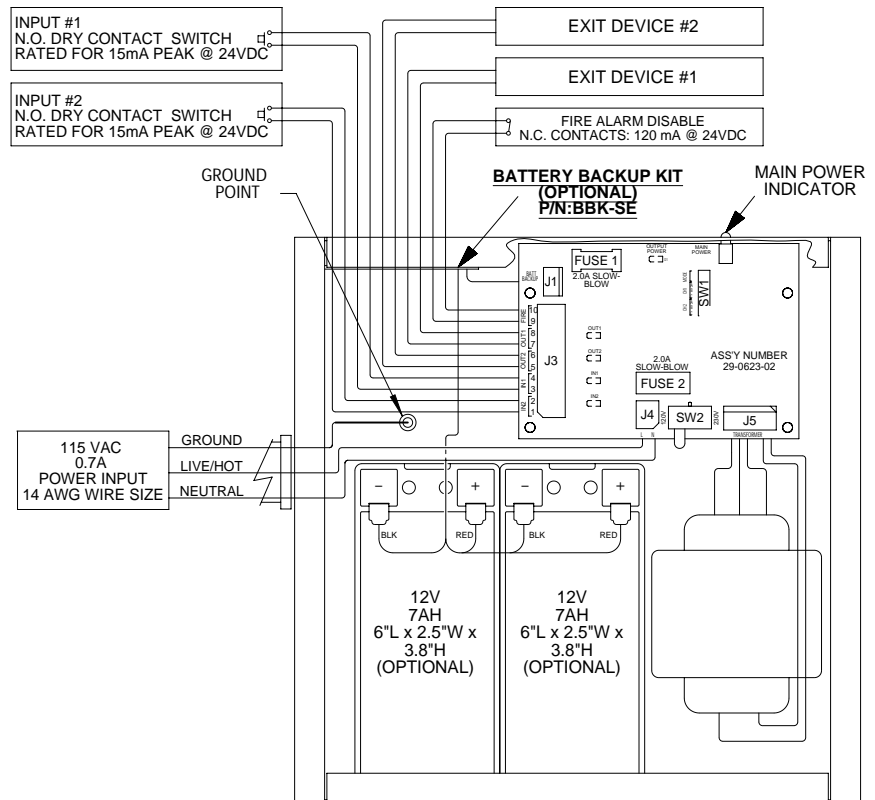 INPUT #1
N.O. DRY CONTACT SWITCH
RATED FOR 15mA PEAK @ 24VDC
INPUT #2
N.O. DRY CONTACT SWITCH
RATED FOR 15mA PEAK @ 24VDC
EXIT DEVICE #2
EXIT DEVICE #1
FIRE ALARM DISABLE
N.C. CONTACTS: 120 mA @ 24VDC
GROUND
POINT
BATTERY BACKUP KIT
(OPTIONAL)
P/N:BBK-SE
MAIN POWER
INDICATOR
BATT
BACKUP
J1
FUSE 1
2.0A SLOW-
BLOW
OUTPUT
POWER
MAIN
POWER
MODE
SW1
FIRE
10
9
OUT1
8
7
OUT2
6
5
IN1
4
3
IN2
2
1
J3
OUT1
OUT2
IN1
IN2
ASS'Y NUMBER
29-0623-02
2.0A
SLOW-BLOW
FUSE 2
J4
120V
SW2
230V
J5
L N
TRANSFORMER
115 VAC
0.7A
POWER INPUT
14 AWG WIRE SIZE
GROUND
LIVE/HOT
NEUTRAL
− +
BLK RED
12V
7AH
6"L x 2.5"W x
3.8"H
(OPTIONAL)
− +
BLK RED
12V
7AH
6"L x 2.5"W x
3.8"H
(OPTIONAL)